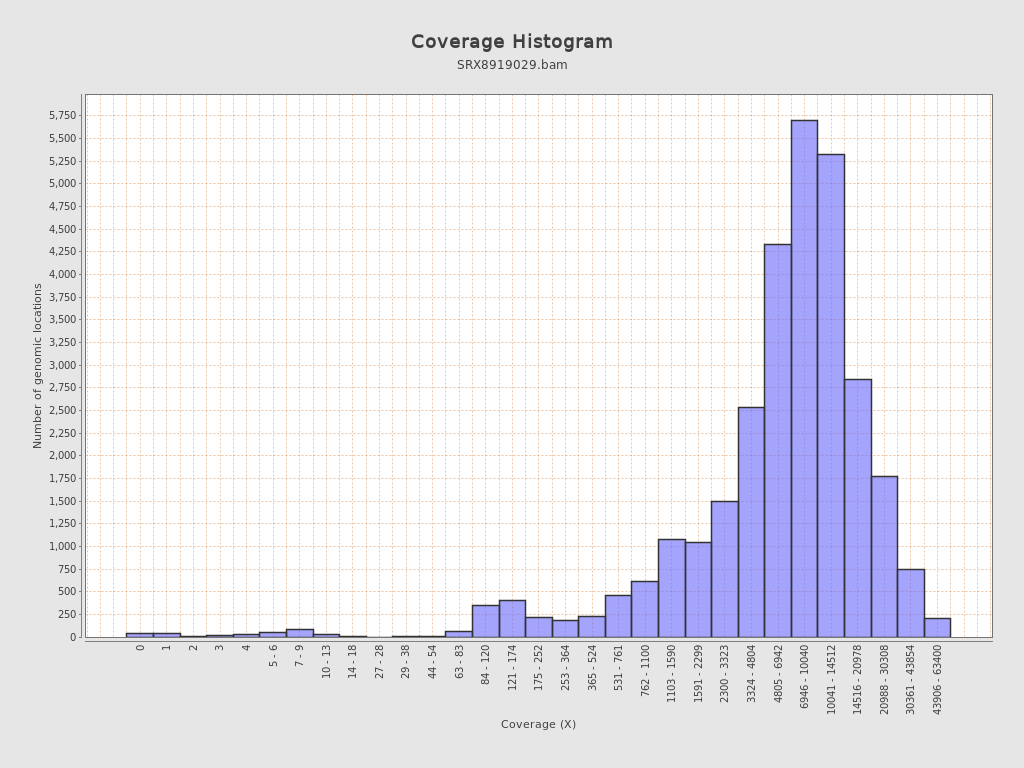 Coverage Histogram
SRX8919029.bam
Number of genomic locations
5,750
5,500
5,250
5,000
4,750
4,500
4,250
4,000
3,750
3,500
3,250
3,000
2,750
2,500
2,250
2,000
1,750
1,500
1,250
1,000
750
500
250
0
0
1
2
3
4
5 - 6
7 - 9
10 - 13
14 - 18
27 - 28
29 - 38
44 - 54
63 - 83
84 - 120
121 - 174
175 - 252
253 - 364
365 - 524
531 - 761
762 - 1100
1103 - 1590
1591 - 2299
2300 - 3323
3324 - 4804
4805 - 6942
6946 - 10040
10041 - 14512
14516 - 20978
20988 - 30308
30361 - 43854
43906 - 63400
Coverage (X)